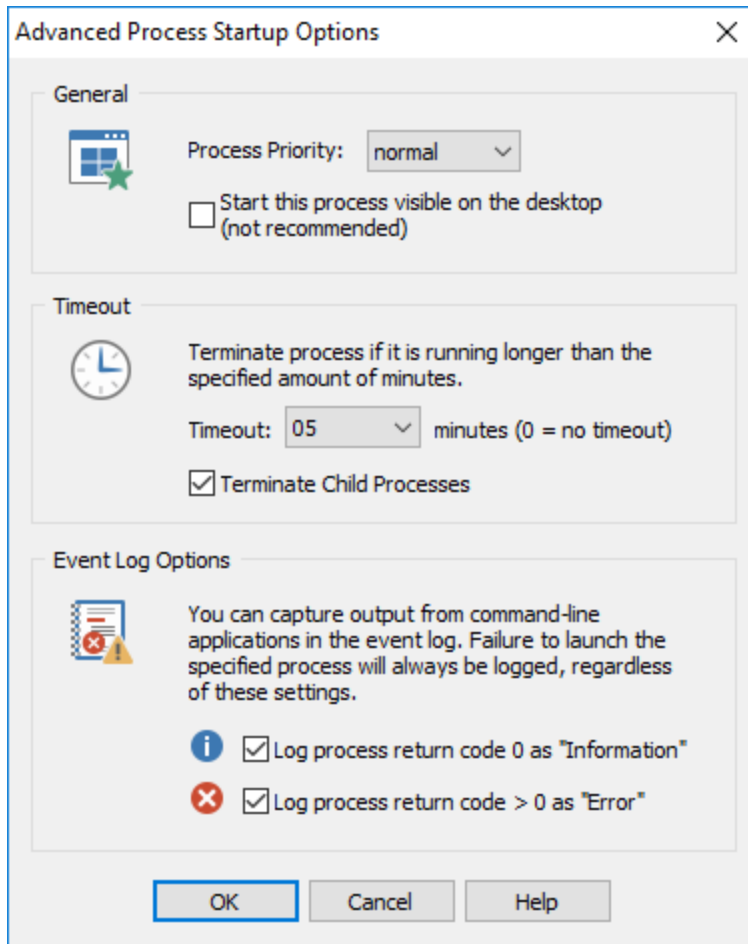 Advanced Process Startup Options
General
Process Priority: normal
Start this process visible on the desktop
(not recommended)
Timeout
Terminate process if it is running longer than the
specified amount of minutes.
Timeout: 05 minutes (0 = no timeout)
Terminate Child Processes
Event Log Options
You can capture output from command-line
applications in the event log. Failure to launch the
specified process will always be logged, regardless
of these settings.
Log process return code 0 as "Information"
Log process return code > 0 as "Error"
OK Cancel Help